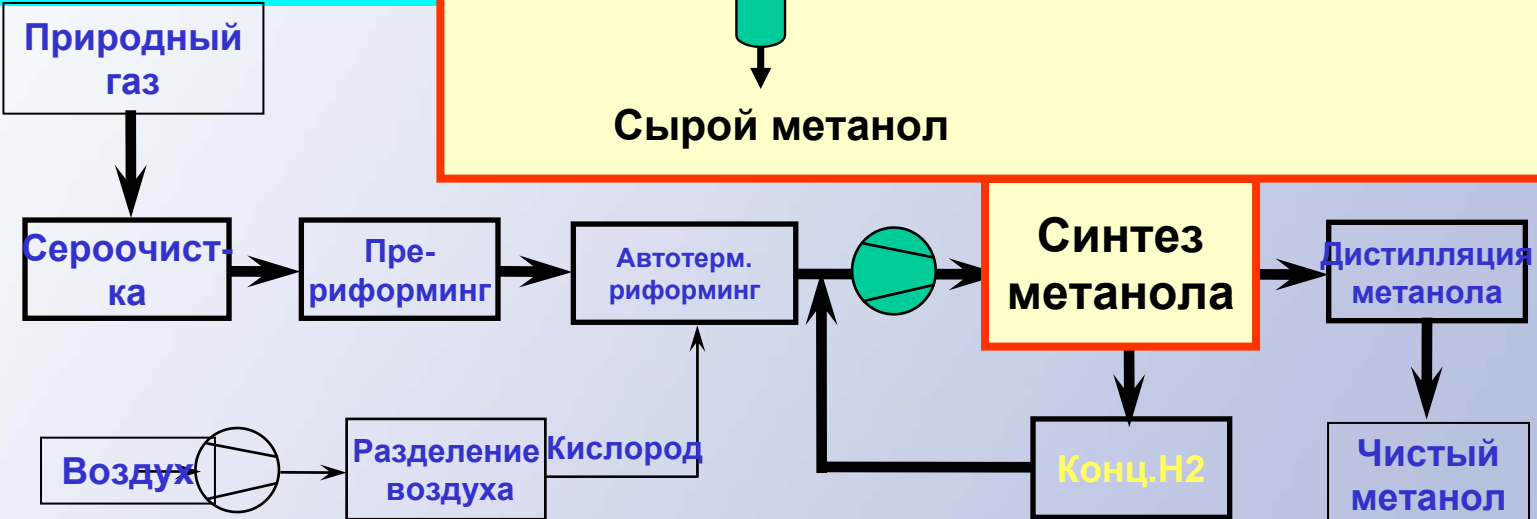 Природный
газ
Сырой метанол
Сероочист-
ка
Пре-
риформинг
Автотерм.
риформинг
Синтез
метанола
Дистилляция
метанола
Воздух
Разделение
воздуха
Кислород
Конц.H2
Чистый
метанол